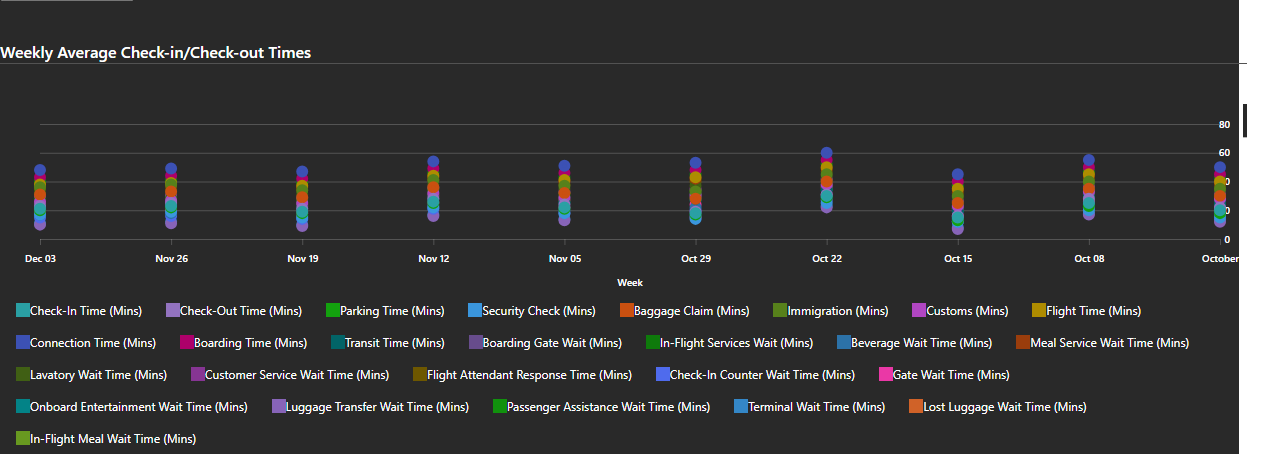 Weekly Average Check-in/Check-out Times
80
60
0
0
0
Dec 03 Nov 26 Nov 19 Nov 12 Nov 05 Oct 29 Oct 22 Oct 15 Oct 08 October
Week
Check-In Time (Mins) Check-Out Time (Mins) Parking Time (Mins) Security Check (Mins) Baggage Claim (Mins) Immigration (Mins) Customs (Mins) Flight Time (Mins)
Connection Time (Mins) Boarding Time (Mins) Transit Time (Mins) Boarding Gate Wait (Mins) In-Flight Services Wait (Mins) Beverage Wait Time (Mins) Meal Service Wait Time (Mins)
Lavatory Wait Time (Mins) Customer Service Wait Time (Mins) Flight Attendant Response Time (Mins) Check-In Counter Wait Time (Mins) Gate Wait Time (Mins)
Onboard Entertainment Wait Time (Mins) Luggage Transfer Wait Time (Mins) Passenger Assistance Wait Time (Mins) Terminal Wait Time (Mins) Lost Luggage Wait Time (Mins)
In-Flight Meal Wait Time (Mins)